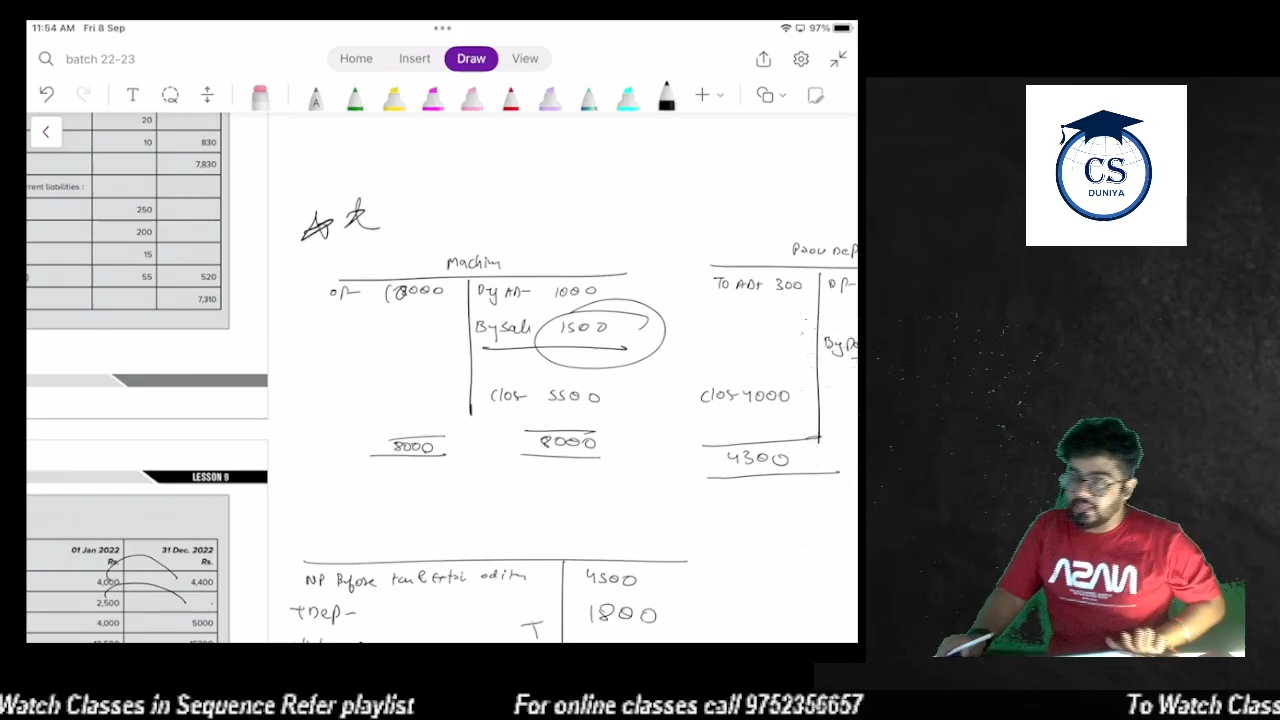 11:54 AM Fri 8 Sep
97%
batch 22-23
Home Insert Draw View
20
10 830
7,830
rrent liabilities :
250
200
15
55 520
7,310
LESSON 9
01 Jan 2022 31 Dec. 2022
Rs. Rs.
4,000 4,400
2,500 -
4,000 5000
Machin
OP- 8000 By AD- 1000
By Sale 1500
Clos- 5500
8000 8000
Prov Dep
To AD+ 300 OP-
Clos- 4000
4300
NP Before 4500
+Dep- 1800
CS
DUNIYA
Watch Classes in Sequence Refer playlist
For online classes call 9752356657
To Watch Class